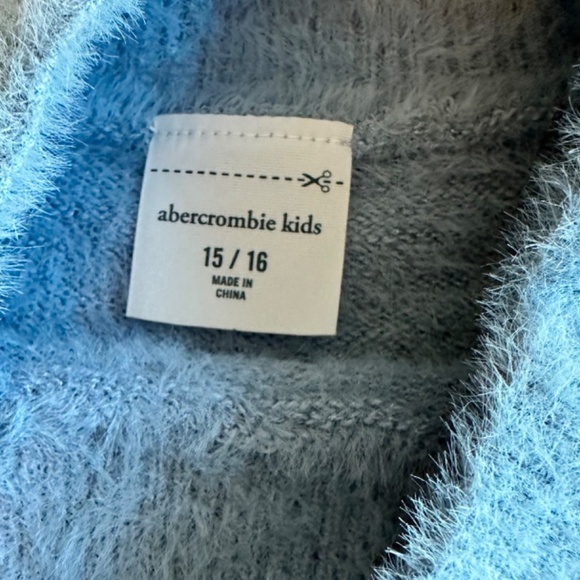 abercrombie kids
15 / 16
MADE IN
CHINA